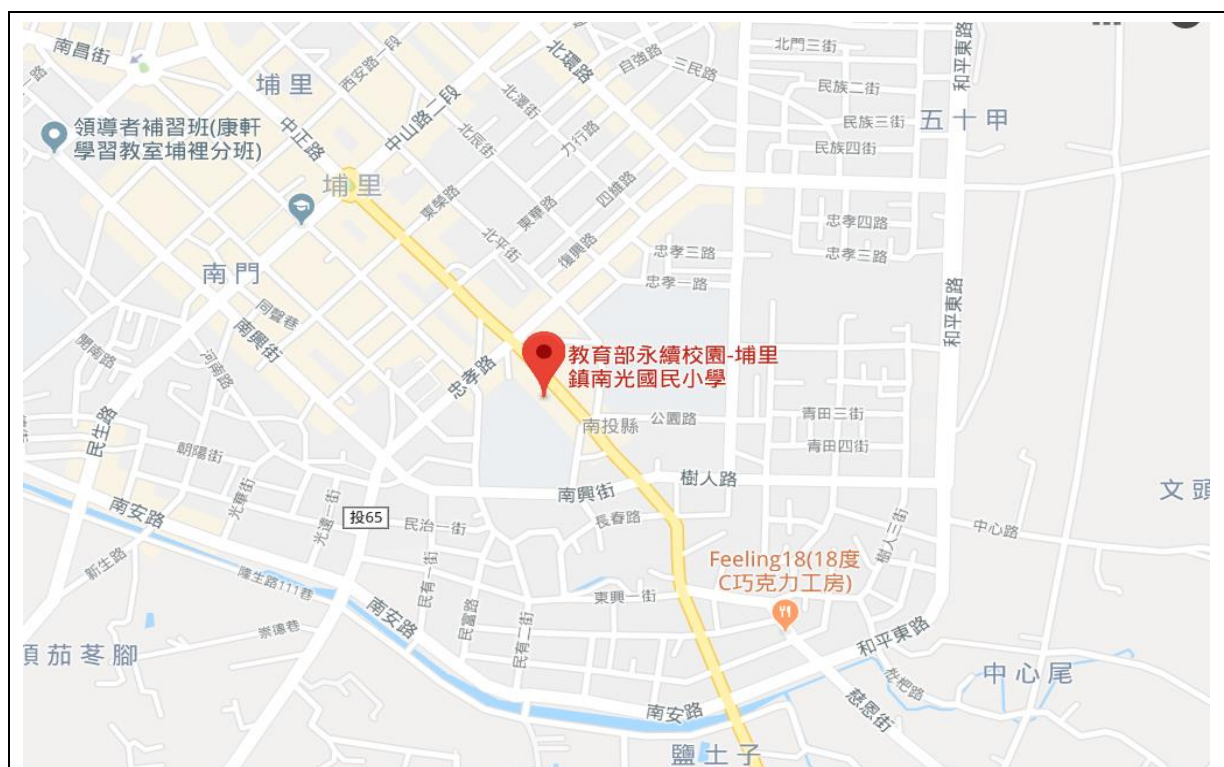 南昌街
埔里
西安路一段
北環路
自強路
三民路
北門三街
和平東路
民族二街
五十甲
民族三街
民族四街
領導者補習班(康軒
學習教室埔裡分班)
中正路
中山路二段
北澤街
北辰街
力行路
埔里
東榮路
東華路
四維路
北平街
復興路
忠孝四路
忠孝三路
忠孝三路
忠孝一路
南門
同聲巷
南興街
開南路
河南路
忠孝路
和平東路
教育部永續校園-埔里
鎮南光國民小學
南投縣
公園路
青田三街
青田四街
民生路
朝陽街
樹人路
南興街
文頭
南安路
光華街
光遠一街
投65
民治一街
長春路
樹人三街
中心路
新生路
隆生路111巷
民有一街
Feeling18(18度
C巧克力工房)
東興一街
南安路
民富路
民有二街
崇德巷
和平東路
頂茄苳腳
中心尾
枇杷路
慈恩街
南安路
鹽土子